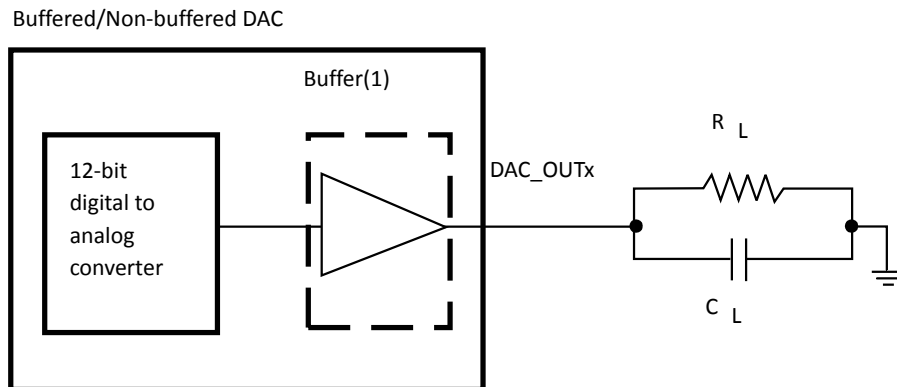 Buffered/Non-buffered DAC
Buffer(1)
12-bit
digital to
analog
converter
DAC_OUTx
R L
C L